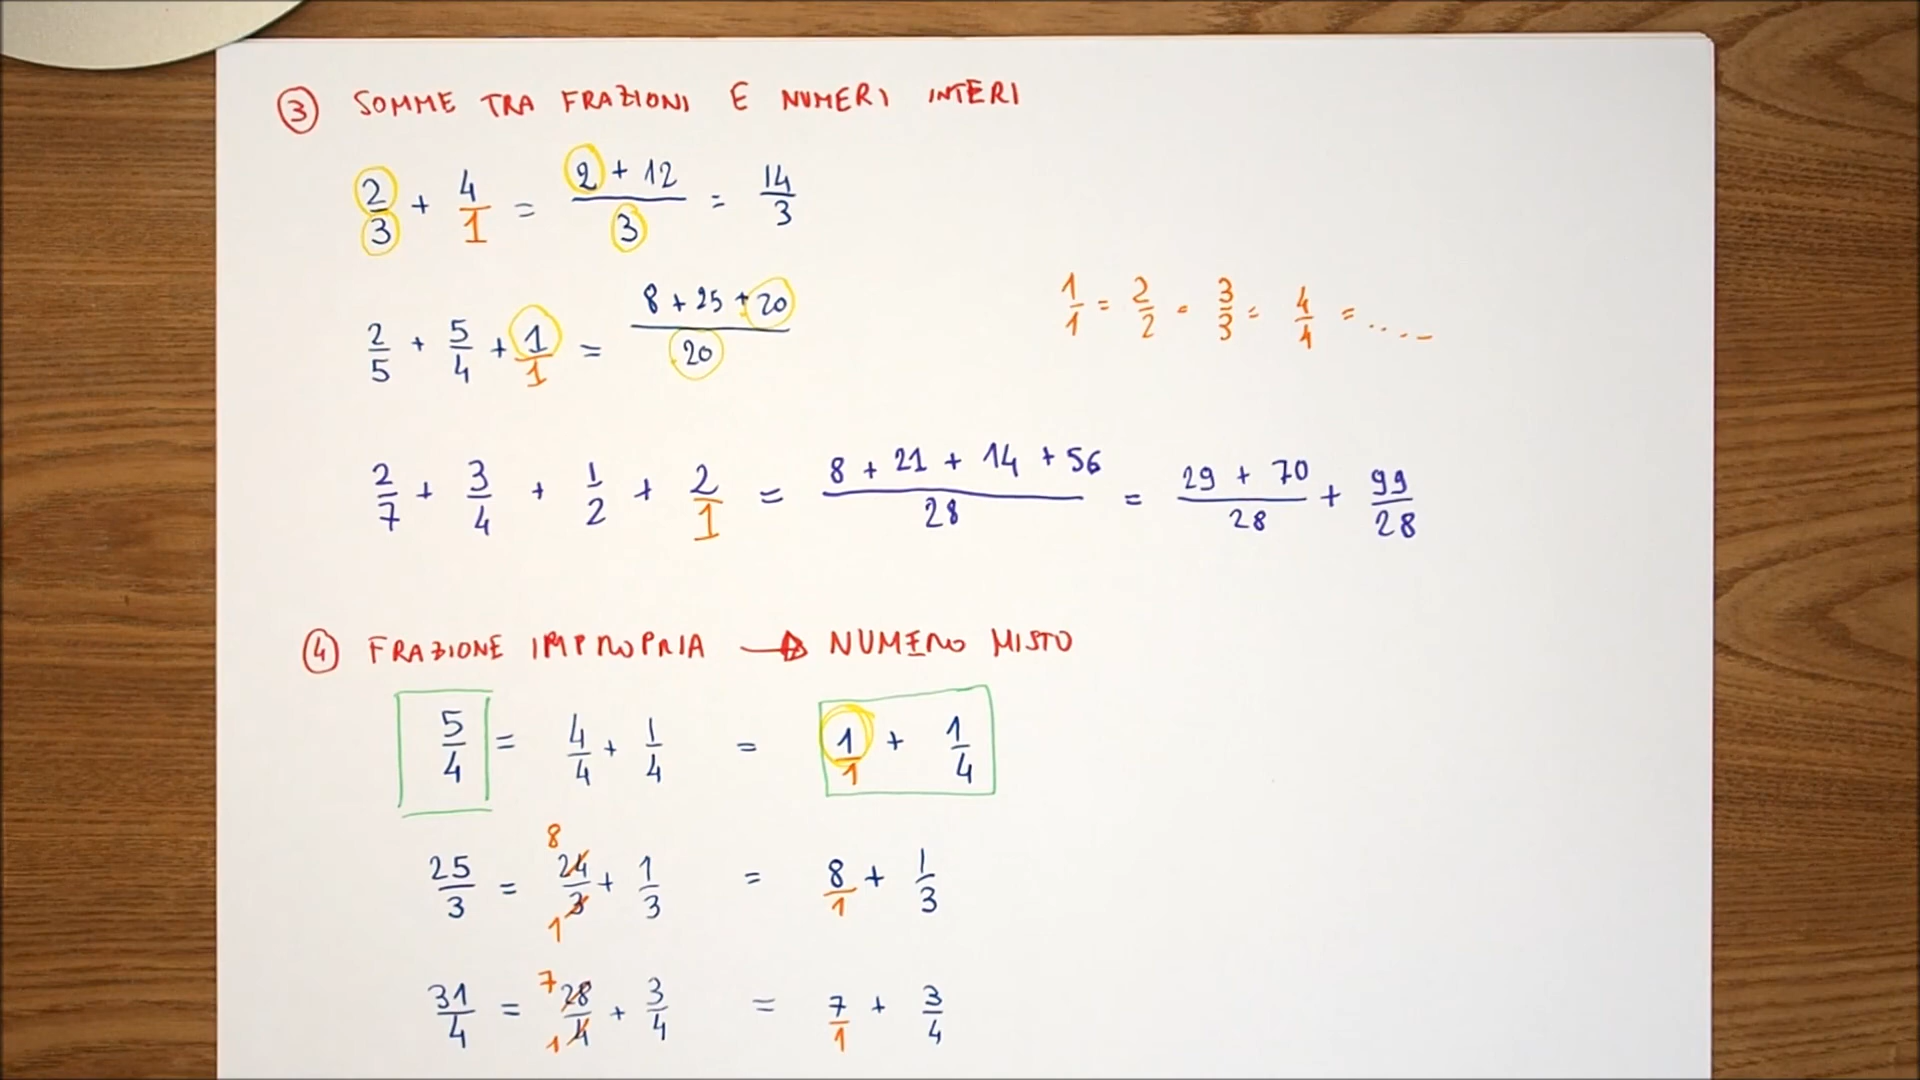 ③ SOMME TRA FRAZIONI E NUMERI INTERI
2/3 + 4/1 = (2 + 12)/3 = 14/3
2/5 + 5/4 + 1/1 = (8 + 25 + 20)/20
1/1 = 2/2 = 3/3 = 4/4 = .....
2/7 + 3/4 + 1/2 + 2/1 = (8 + 21 + 14 + 56)/28 = (29 + 70)/28 + 99/28
④ FRAZIONE IMPROPRIA → NUMERO MISTO
5/4 = 4/4 + 1/4 = 1/1 + 1/4
8
25/3 = 24/3 + 1/3 = 8/1 + 1/3
1
7
31/4 = 28/4 + 3/4 = 7/1 + 3/4
1